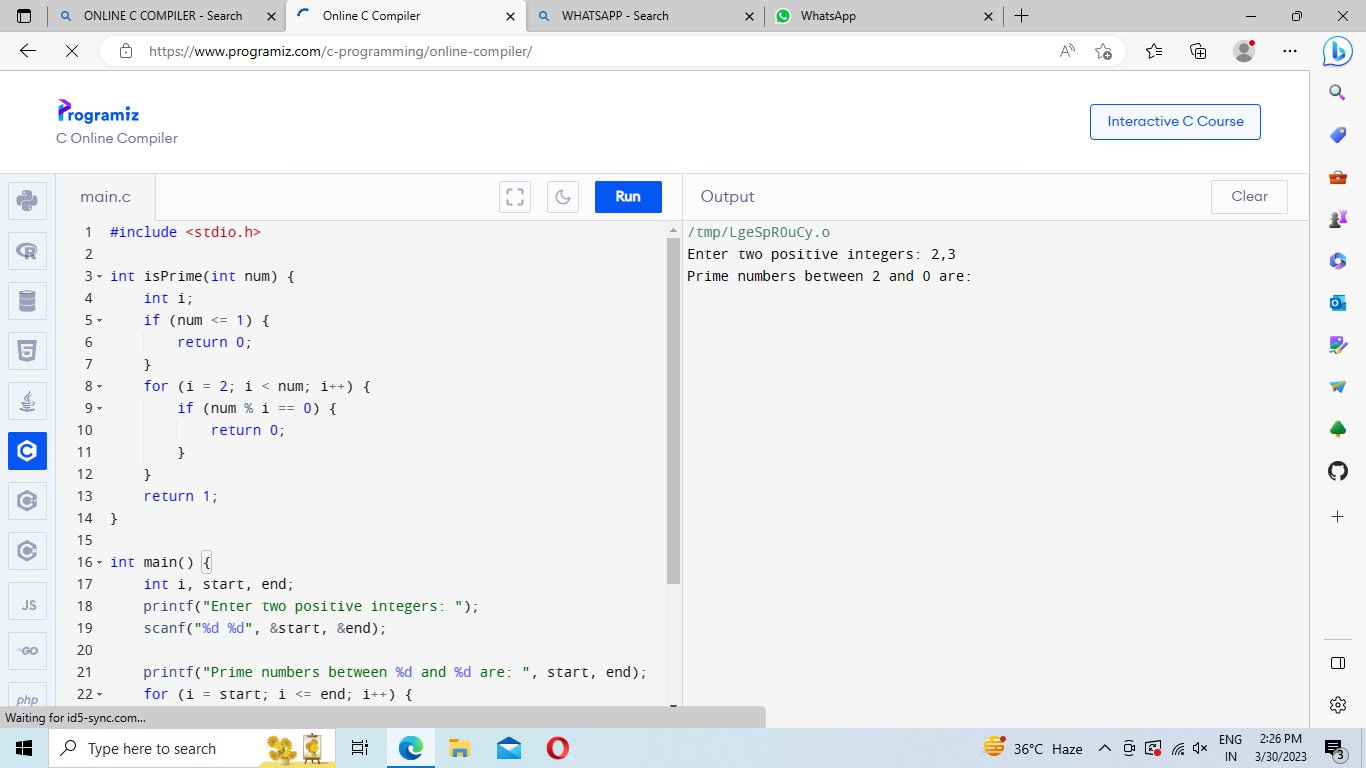 ONLINE C COMPILER - Search
Online C Compiler
WHATSAPP - Search
WhatsApp
https://www.programiz.com/c-programming/online-compiler/
Programiz
C Online Compiler
Interactive C Course
main.c
Run
Output
Clear
1 #include <stdio.h>
2
3 int isPrime(int num) {
4 int i;
5 if (num <= 1) {
6 return 0;
7 }
8 for (i = 2; i < num; i++) {
9 if (num % i == 0) {
10 return 0;
11 }
12 }
13 return 1;
14 }
15
16 int main() {
17 int i, start, end;
18 printf("Enter two positive integers: ");
19 scanf("%d %d", &start, &end);
20
21 printf("Prime numbers between %d and %d are: ", start, end);
22 for (i = start; i <= end; i++) {
/tmp/LgeSpR0uCy.o
Enter two positive integers: 2,3
Prime numbers between 2 and 0 are:
JS
GO
php
Waiting for id5-sync.com...
Type here to search
36°C Haze
ENG
IN
2:26 PM
3/30/2023
3